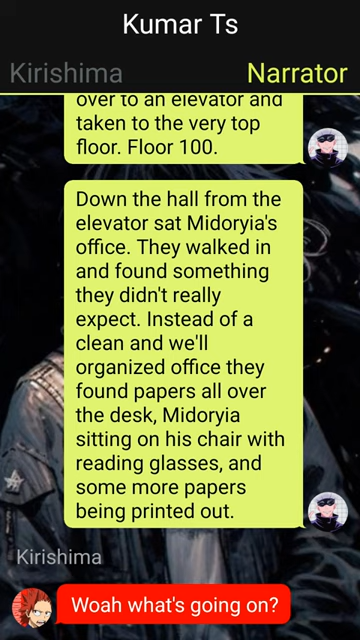 Kumar Ts
Kirishima
Narrator
over to an elevator and
taken to the very top
floor. Floor 100.
Down the hall from the
elevator sat Midoryia's
office. They walked in
and found something
they didn't really
expect. Instead of a
clean and we'll
organized office they
found papers all over
the desk, Midoryia
sitting on his chair with
reading glasses, and
some more papers
being printed out.
Kirishima
Woah what's going on?